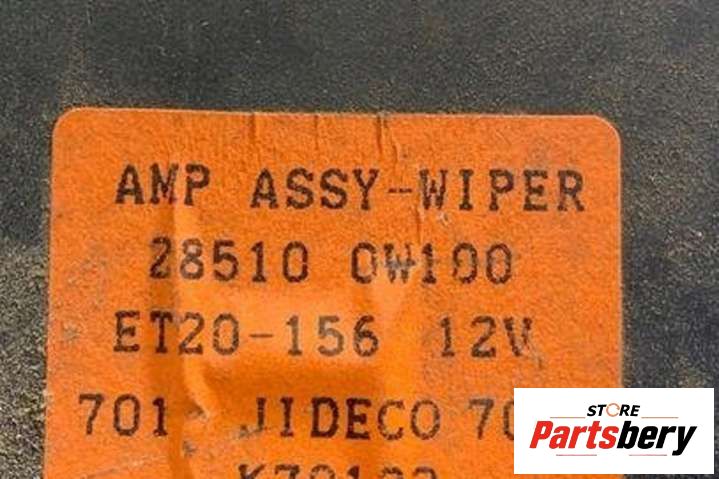 AMP ASSY-WIPER
28510 0W100
ET20-156 12V
JIDECO
STORE
Partsbery